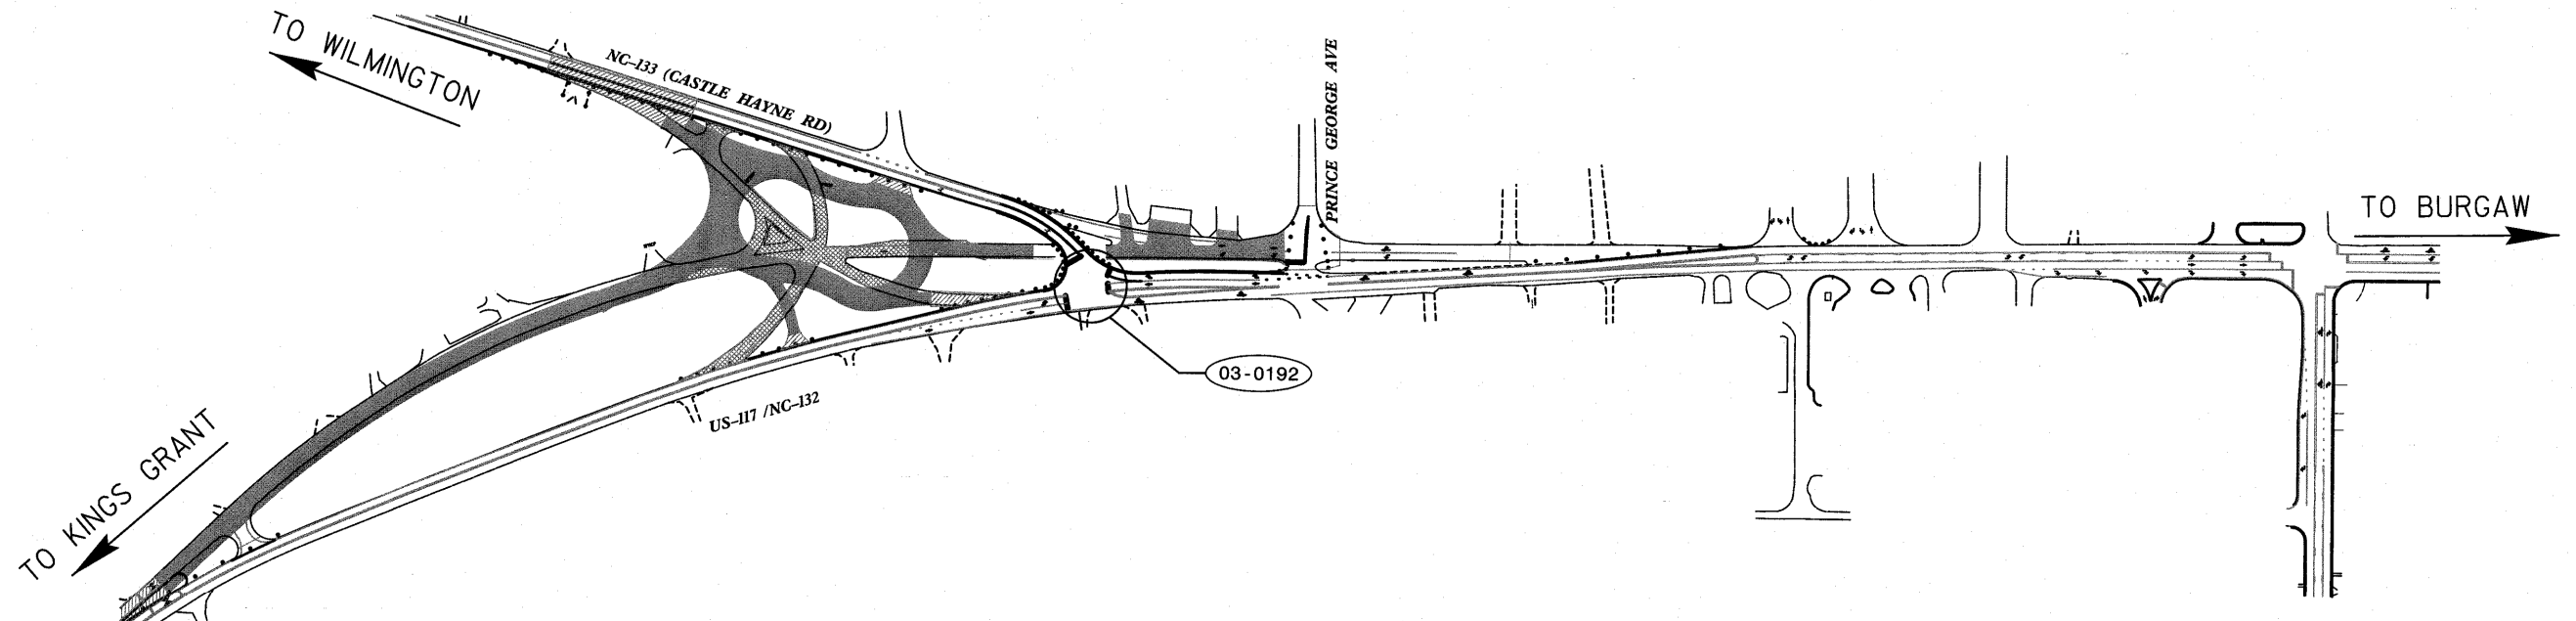 TO WILMINGTON
NC-133 (CASTLE HAYNE RD)
PRINCE GEORGE AVE
TO BURGAW
03-0192
US-117 /NC-132
TO KINGS GRANT